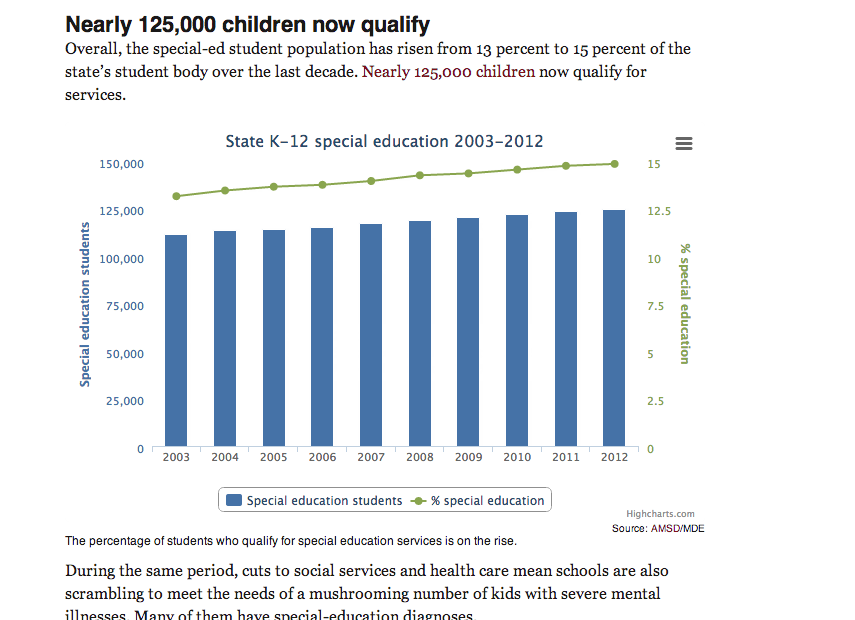 Nearly 125,000 children now qualify
Overall, the special-ed student population has risen from 13 percent to 15 percent of the
state’s student body over the last decade. Nearly 125,000 children now qualify for
services.
State K-12 special education 2003-2012
150,000
125,000
100,000
75,000
50,000
25,000
0
Special education students
15
12.5
10
7.5
5
2.5
0
% special education
2003 2004 2005 2006 2007 2008 2009 2010 2011 2012
Special education students % special education
Highcharts.com
Source: AMSD/MDE
The percentage of students who qualify for special education services is on the rise.
During the same period, cuts to social services and health care mean schools are also
scrambling to meet the needs of a mushrooming number of kids with severe mental
illnesses. Many of them have special-education diagnoses.